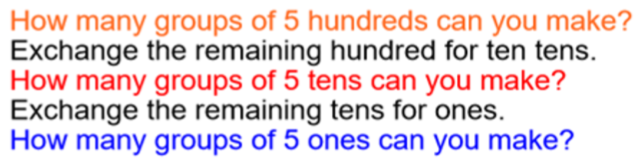 How many groups of 5 hundreds can you make?
Exchange the remaining hundred for ten tens.
How many groups of 5 tens can you make?
Exchange the remaining tens for ones.
How many groups of 5 ones can you make?